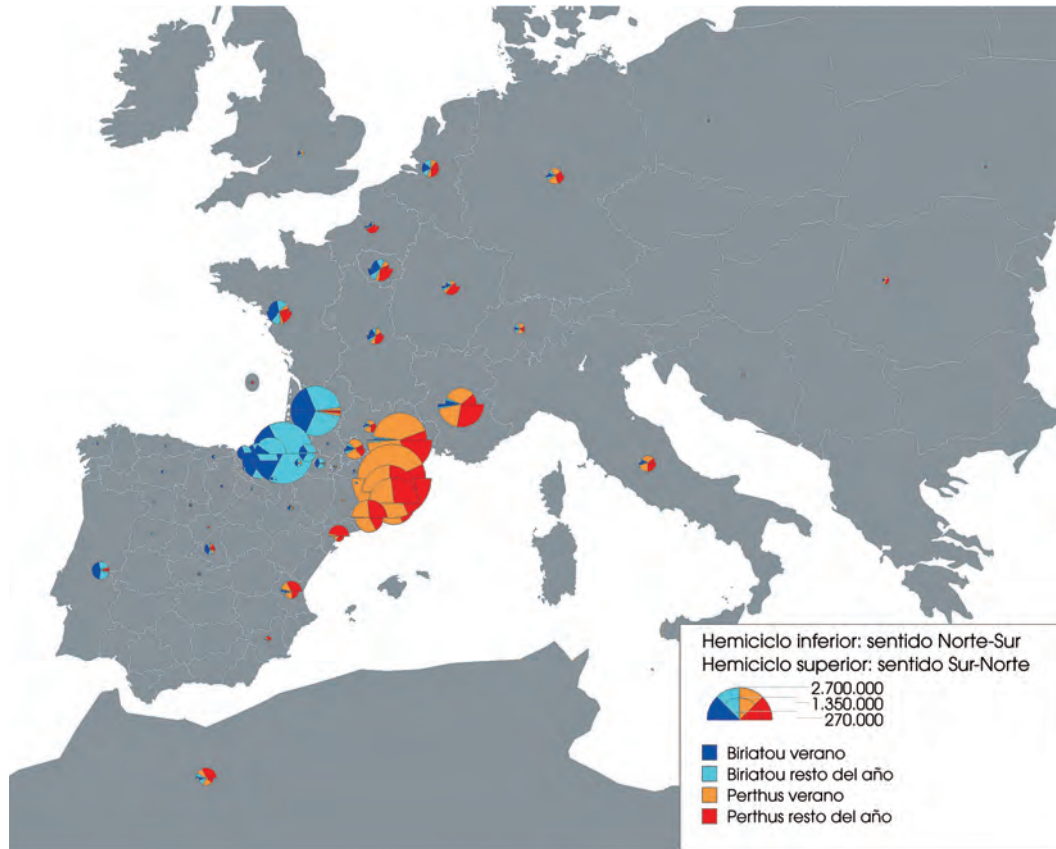 Hemiciclo inferior: sentido Norte-Sur
Hemiciclo superior: sentido Sur-Norte
2.700.000
1.350.000
270.000
Biriatou verano
Biriatou resto del año
Perthus verano
Perthus resto del año